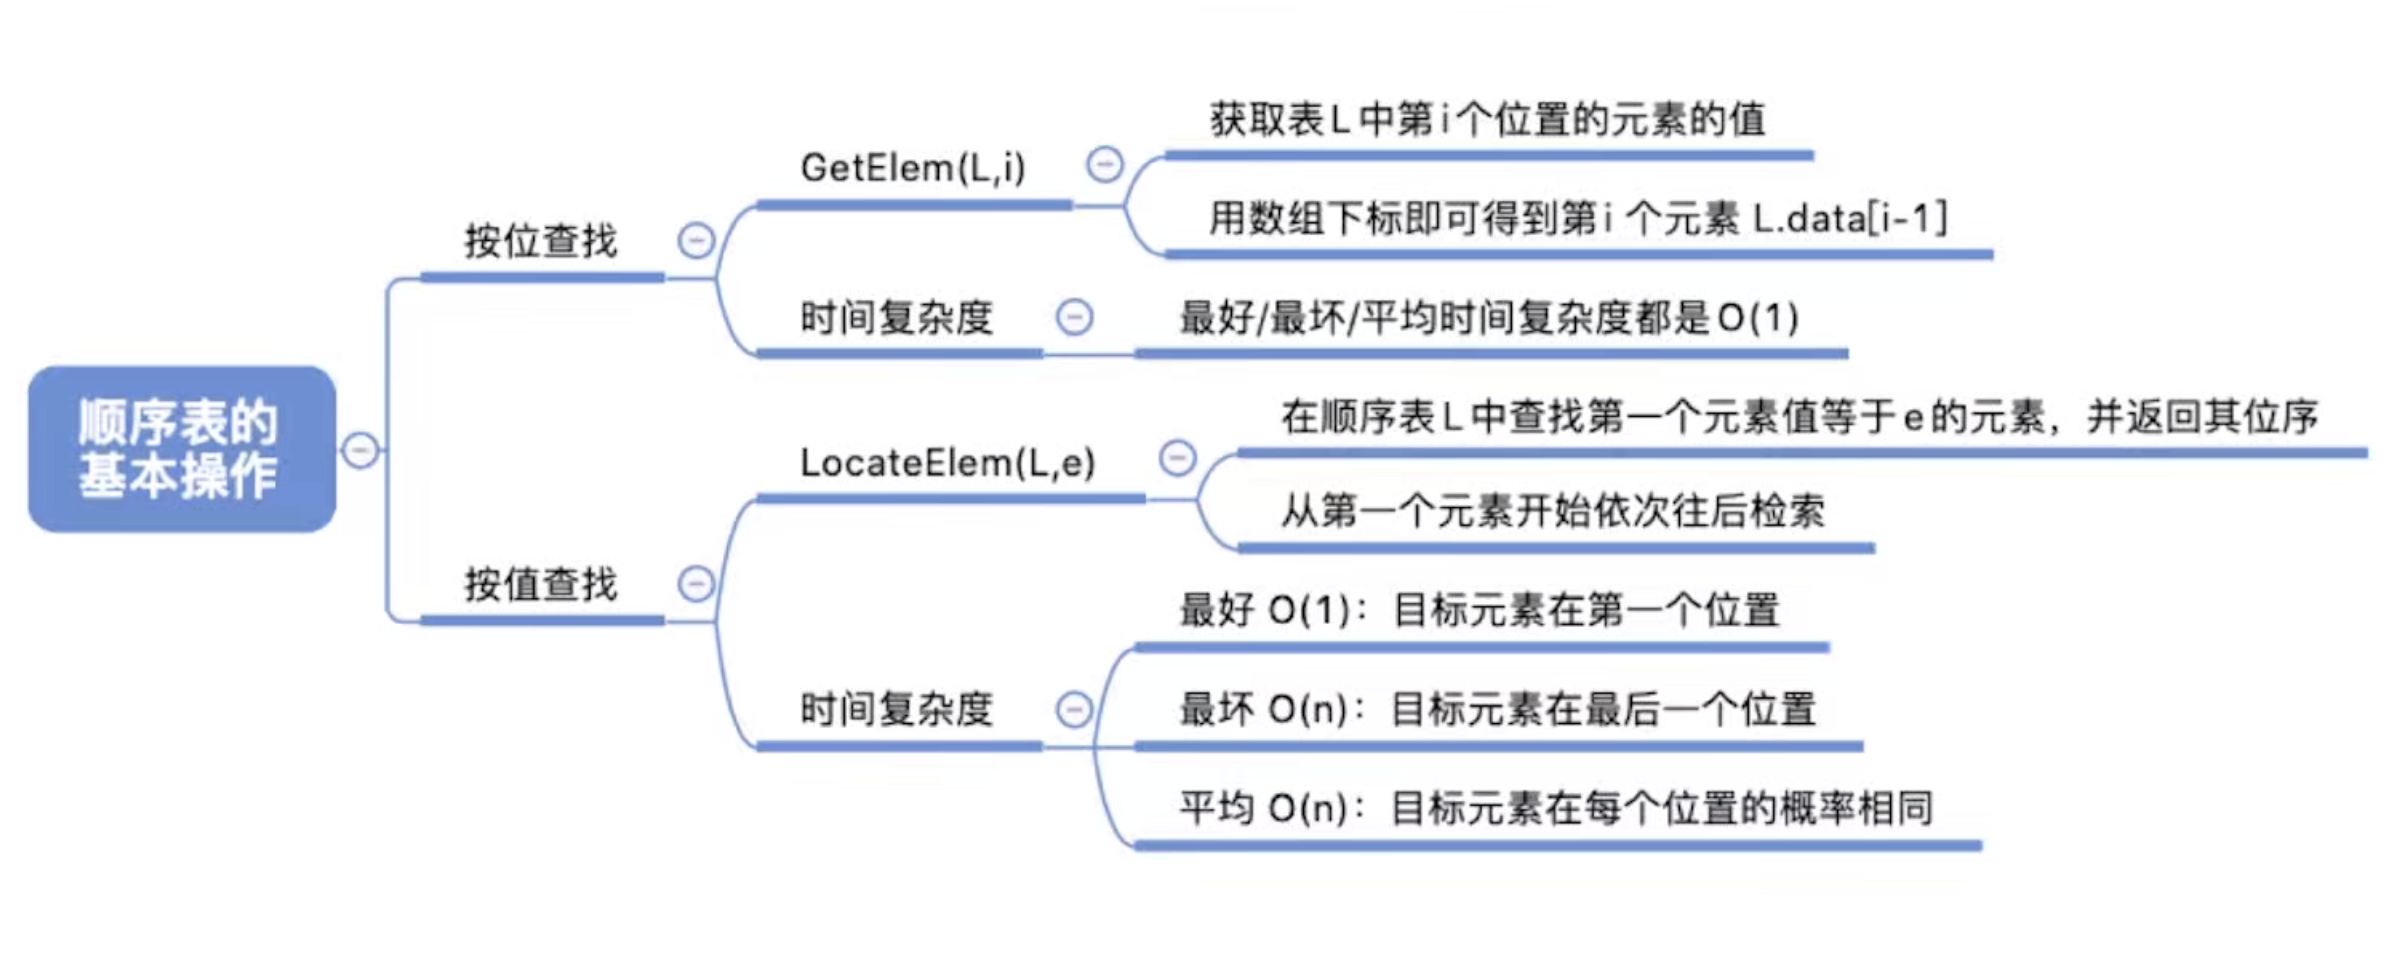 顺序表的
基本操作
按位查找
GetElem(L,i)
获取表L中第i个位置的元素的值
用数组下标即可得到第i 个元素 L.data[i-1]
时间复杂度
最好/最坏/平均时间复杂度都是O(1)
按值查找
LocateElem(L,e)
在顺序表L中查找第一个元素值等于e的元素，并返回其位序
从第一个元素开始依次往后检索
时间复杂度
最好 O(1)：目标元素在第一个位置
最坏 O(n)：目标元素在最后一个位置
平均 O(n)：目标元素在每个位置的概率相同